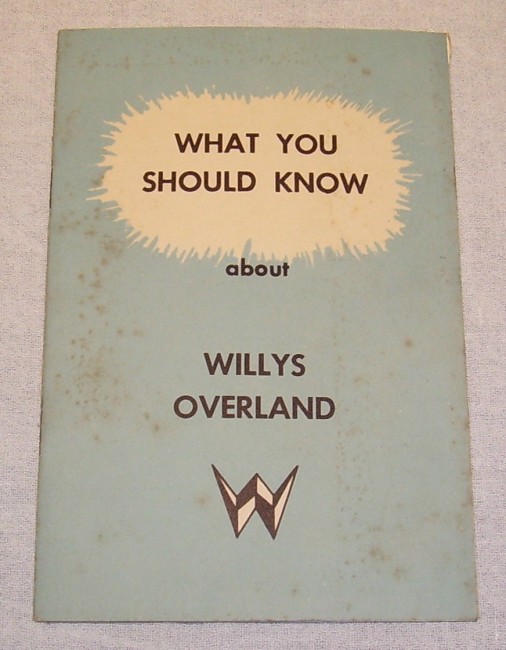 WHAT YOU
SHOULD KNOW
about
WILLYS
OVERLAND
W